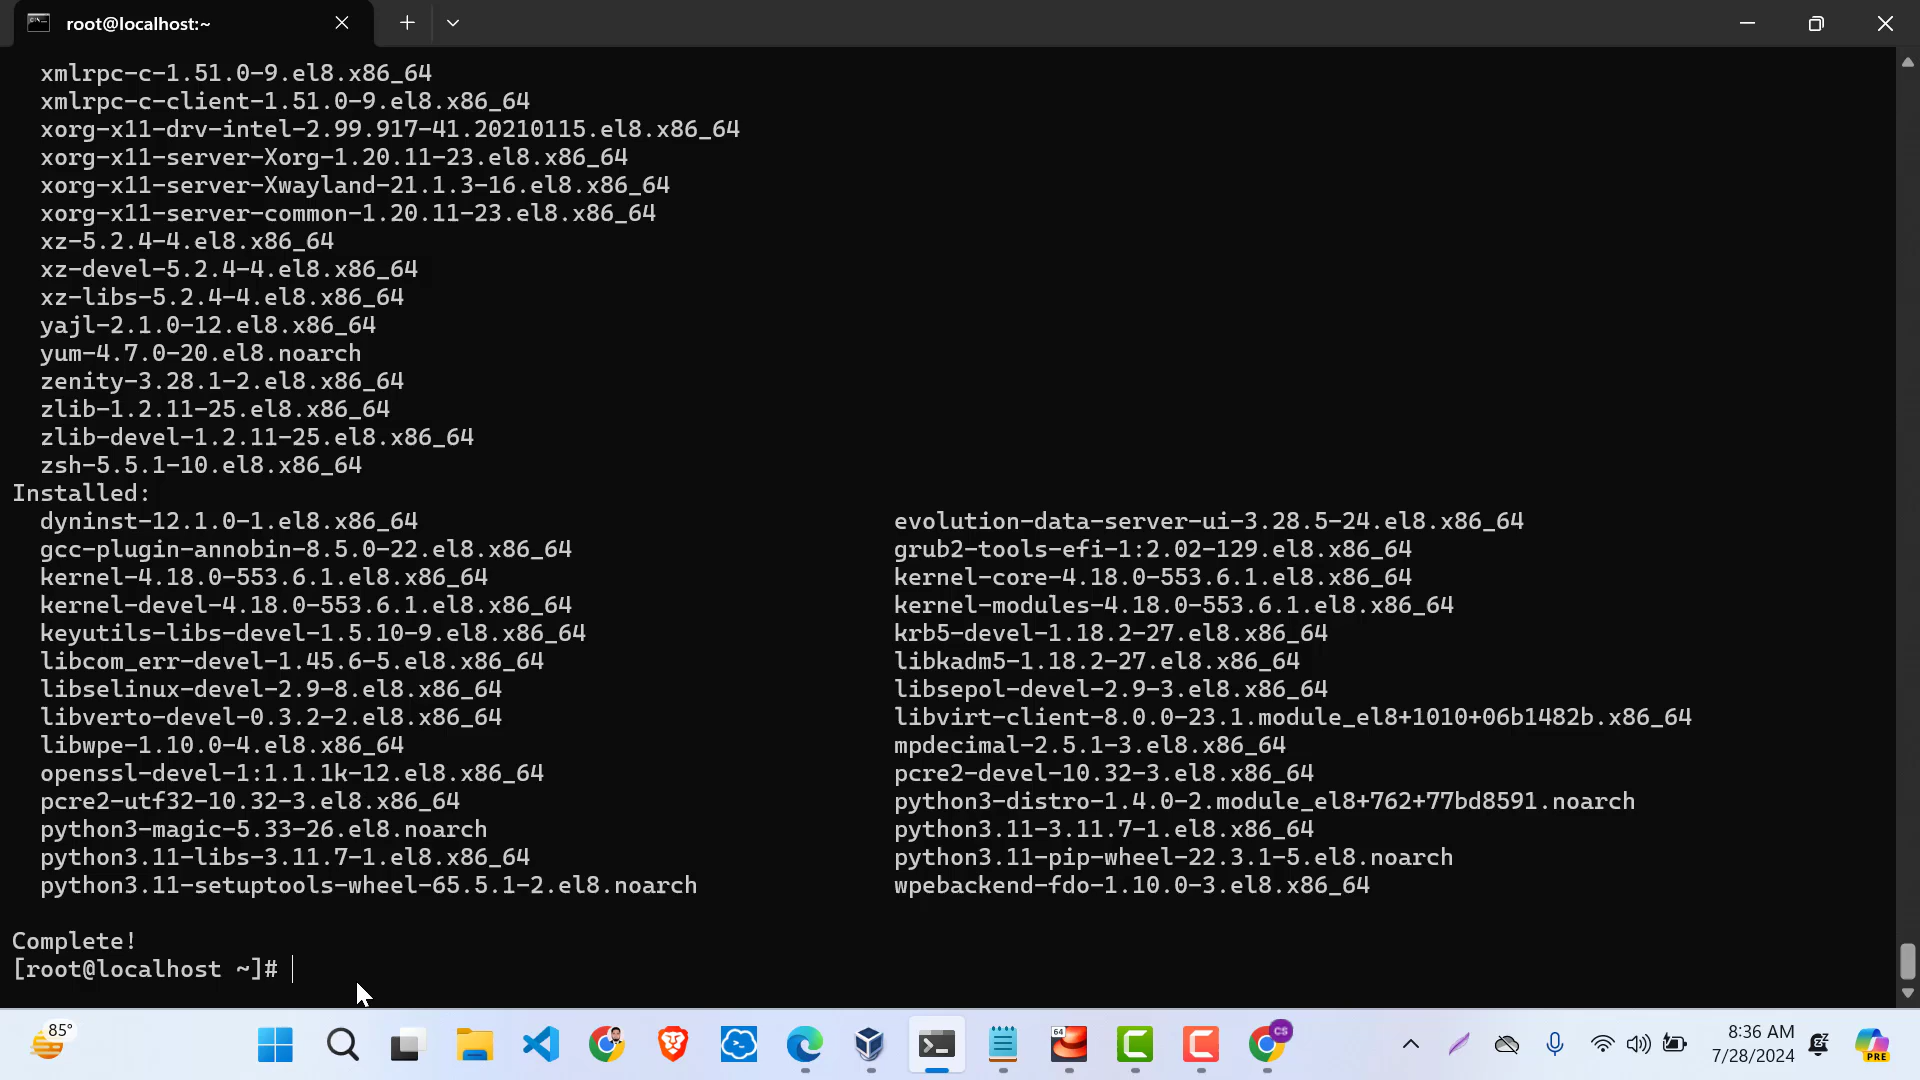 root@localhost:~
xmlrpc-c-1.51.0-9.el8.x86_64
xmlrpc-c-client-1.51.0-9.el8.x86_64
xorg-x11-drv-intel-2.99.917-41.20210115.el8.x86_64
xorg-x11-server-Xorg-1.20.11-23.el8.x86_64
xorg-x11-server-Xwayland-21.1.3-16.el8.x86_64
xorg-x11-server-common-1.20.11-23.el8.x86_64
xz-5.2.4-4.el8.x86_64
xz-devel-5.2.4-4.el8.x86_64
xz-libs-5.2.4-4.el8.x86_64
yajl-2.1.0-12.el8.x86_64
yum-4.7.0-20.el8.noarch
zenity-3.28.1-2.el8.x86_64
zlib-1.2.11-25.el8.x86_64
zlib-devel-1.2.11-25.el8.x86_64
zsh-5.5.1-10.el8.x86_64
Installed:
dyninst-12.1.0-1.el8.x86_64 evolution-data-server-ui-3.28.5-24.el8.x86_64
gcc-plugin-annobin-8.5.0-22.el8.x86_64 grub2-tools-efi-1:2.02-129.el8.x86_64
kernel-4.18.0-553.6.1.el8.x86_64 kernel-core-4.18.0-553.6.1.el8.x86_64
kernel-devel-4.18.0-553.6.1.el8.x86_64 kernel-modules-4.18.0-553.6.1.el8.x86_64
keyutils-libs-devel-1.5.10-9.el8.x86_64 krb5-devel-1.18.2-27.el8.x86_64
libcom_err-devel-1.45.6-5.el8.x86_64 libkadm5-1.18.2-27.el8.x86_64
libselinux-devel-2.9-8.el8.x86_64 libsepol-devel-2.9-3.el8.x86_64
libverto-devel-0.3.2-2.el8.x86_64 libvirt-client-8.0.0-23.1.module_el8+1010+06b1482b.x86_64
libwpe-1.10.0-4.el8.x86_64 mpdecimal-2.5.1-3.el8.x86_64
openssl-devel-1:1.1.1k-12.el8.x86_64 pcre2-devel-10.32-3.el8.x86_64
pcre2-utf32-10.32-3.el8.x86_64 python3-distro-1.4.0-2.module_el8+762+77bd8591.noarch
python3-magic-5.33-26.el8.noarch python3.11-3.11.7-1.el8.x86_64
python3.11-libs-3.11.7-1.el8.x86_64 python3.11-pip-wheel-22.3.1-5.el8.noarch
python3.11-setuptools-wheel-65.5.1-2.el8.noarch wpebackend-fdo-1.10.0-3.el8.x86_64
Complete!
[root@localhost ~]#
85°
64
CS
8:36 AM
7/28/2024
PRE